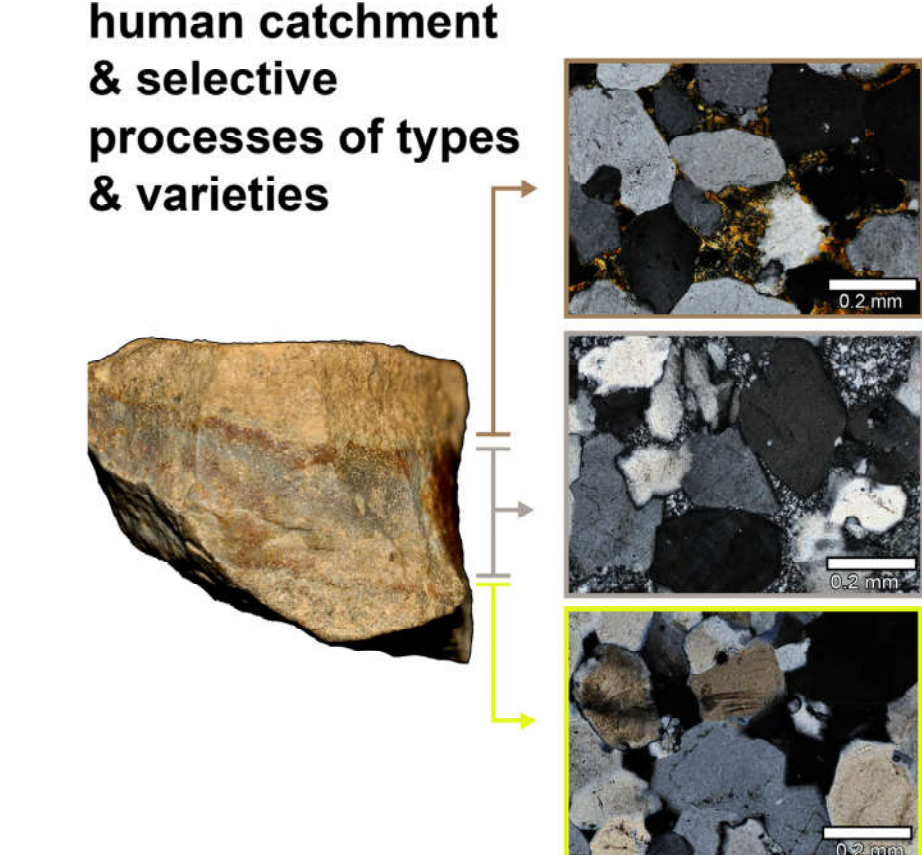 human catchment
& selective
processes of types
& varieties
0.2 mm
0.2 mm
0.2 mm